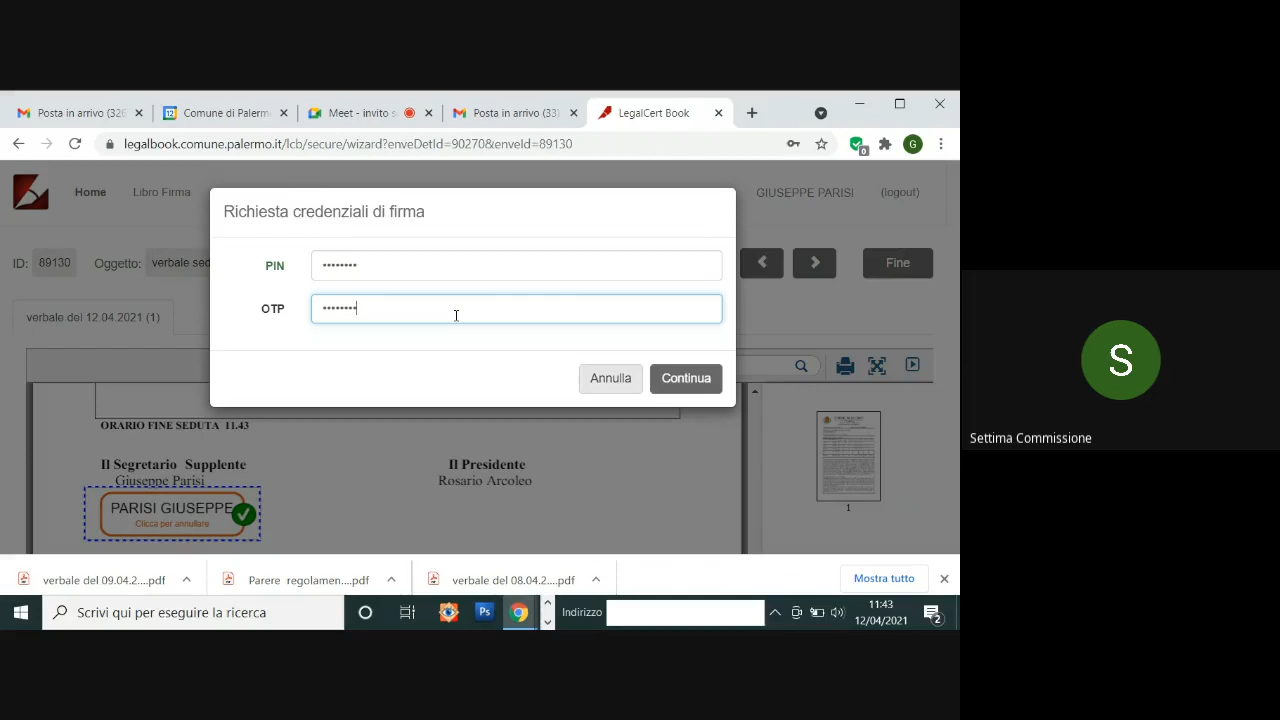 Posta in arrivo (326
Comune di Palerm
Meet - invito s
Posta in arrivo (33)
LegalCert Book
legalbook.comune.palermo.it/lcb/secure/wizard?enveDetId=90270&enveId=89130
0
G
Home
Libro Firma
GIUSEPPE PARISI
(logout)
Richiesta credenziali di firma
ID:
89130
Oggetto:
verbale sed
Fine
PIN
••••••••
OTP
••••••••
verbale del 12.04.2021 (1)
Annulla
Continua
ORARIO FINE SEDUTA 11.43
Il Segretario Supplente
Il Presidente
Giuseppe Parisi
Rosario Arcoleo
PARISI GIUSEPPE
Clicca per annullare
1
S
Settima Commissione
verbale del 09.04.2....pdf
Parere regolamen....pdf
verbale del 08.04.2....pdf
Mostra tutto
Scrivi qui per eseguire la ricerca
Ps
Indirizzo
11:43
12/04/2021
2